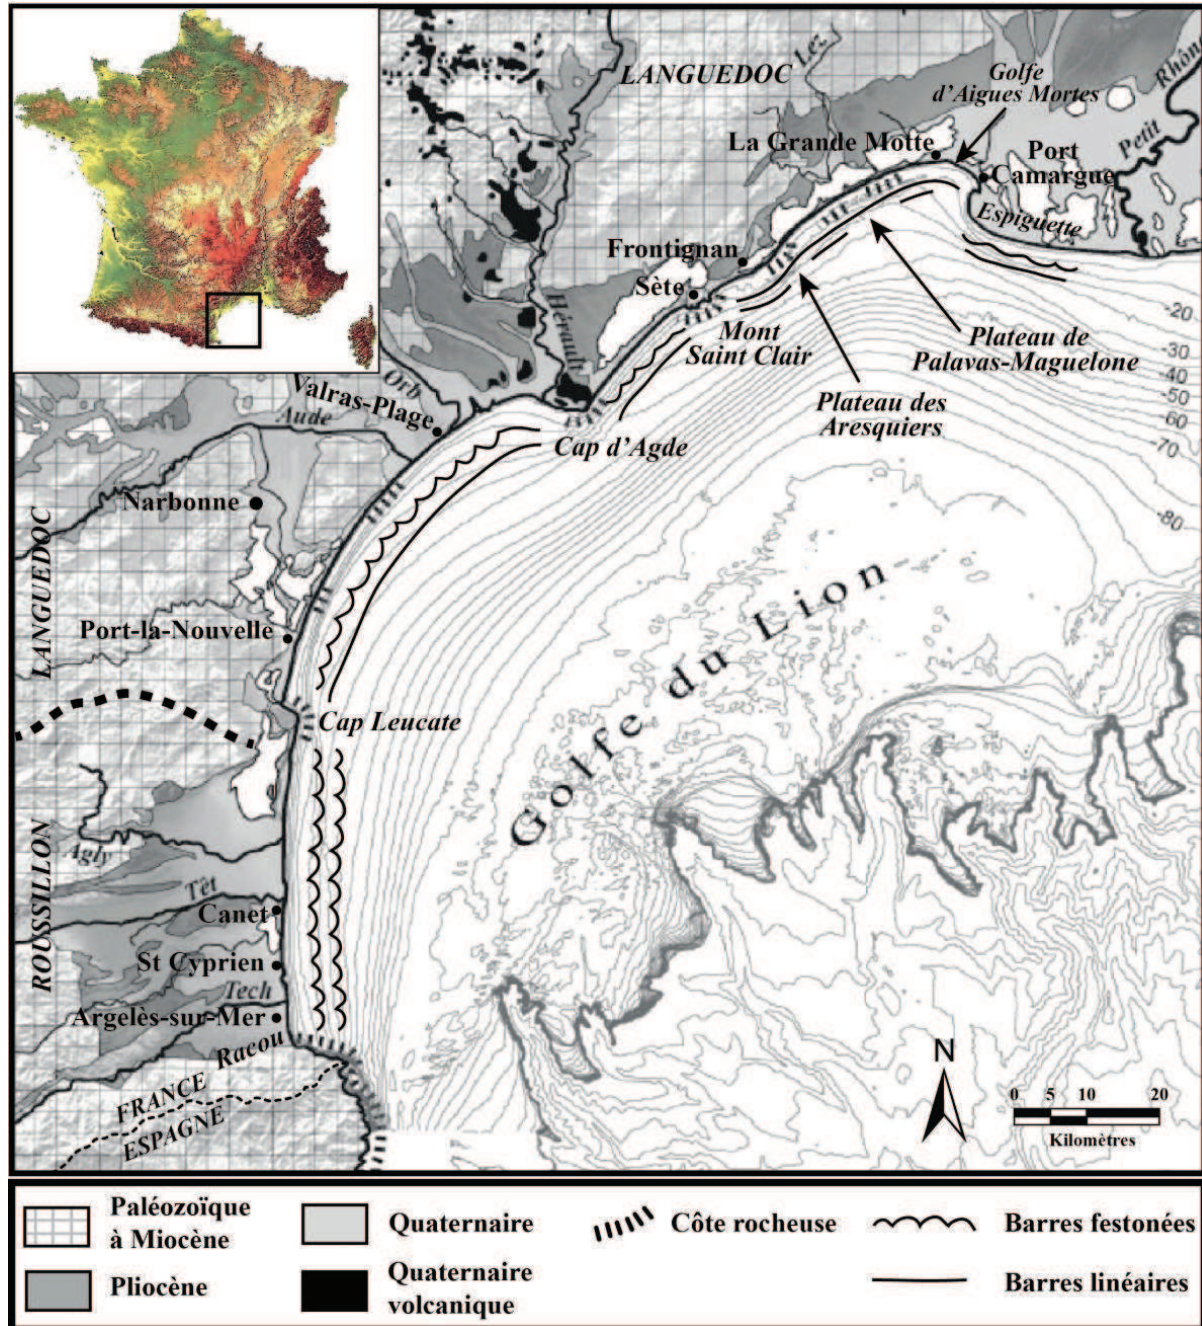 LANGUEDOC
Lez
Golfe
d'Aigues Mortes
Rhône
Petit
La Grande Motte
Port
Camargue
Espiguette
Frontignan
Sète
Hérault
Mont
Saint Clair
Plateau de
Palavas-Maguelone
Plateau des
Aresquiers
-20
-30
-40
-50
-60
-70
-80
Orb
Valras-Plage
Aude
Cap d'Agde
Narbonne
LANGUEDOC
Port-la-Nouvelle
Golfe du Lion
Cap Leucate
ROUSSILLON
Agly
Têt
Canet
St Cyprien
Tech
Argelès-sur-Mer
Racou
FRANCE
ESPAGNE
N
0 5 10 20
Kilomètres
Paléozoïque
à Miocène
Quaternaire
Côte rocheuse
Barres festonées
Pliocène
Quaternaire
volcanique
Barres linéaires